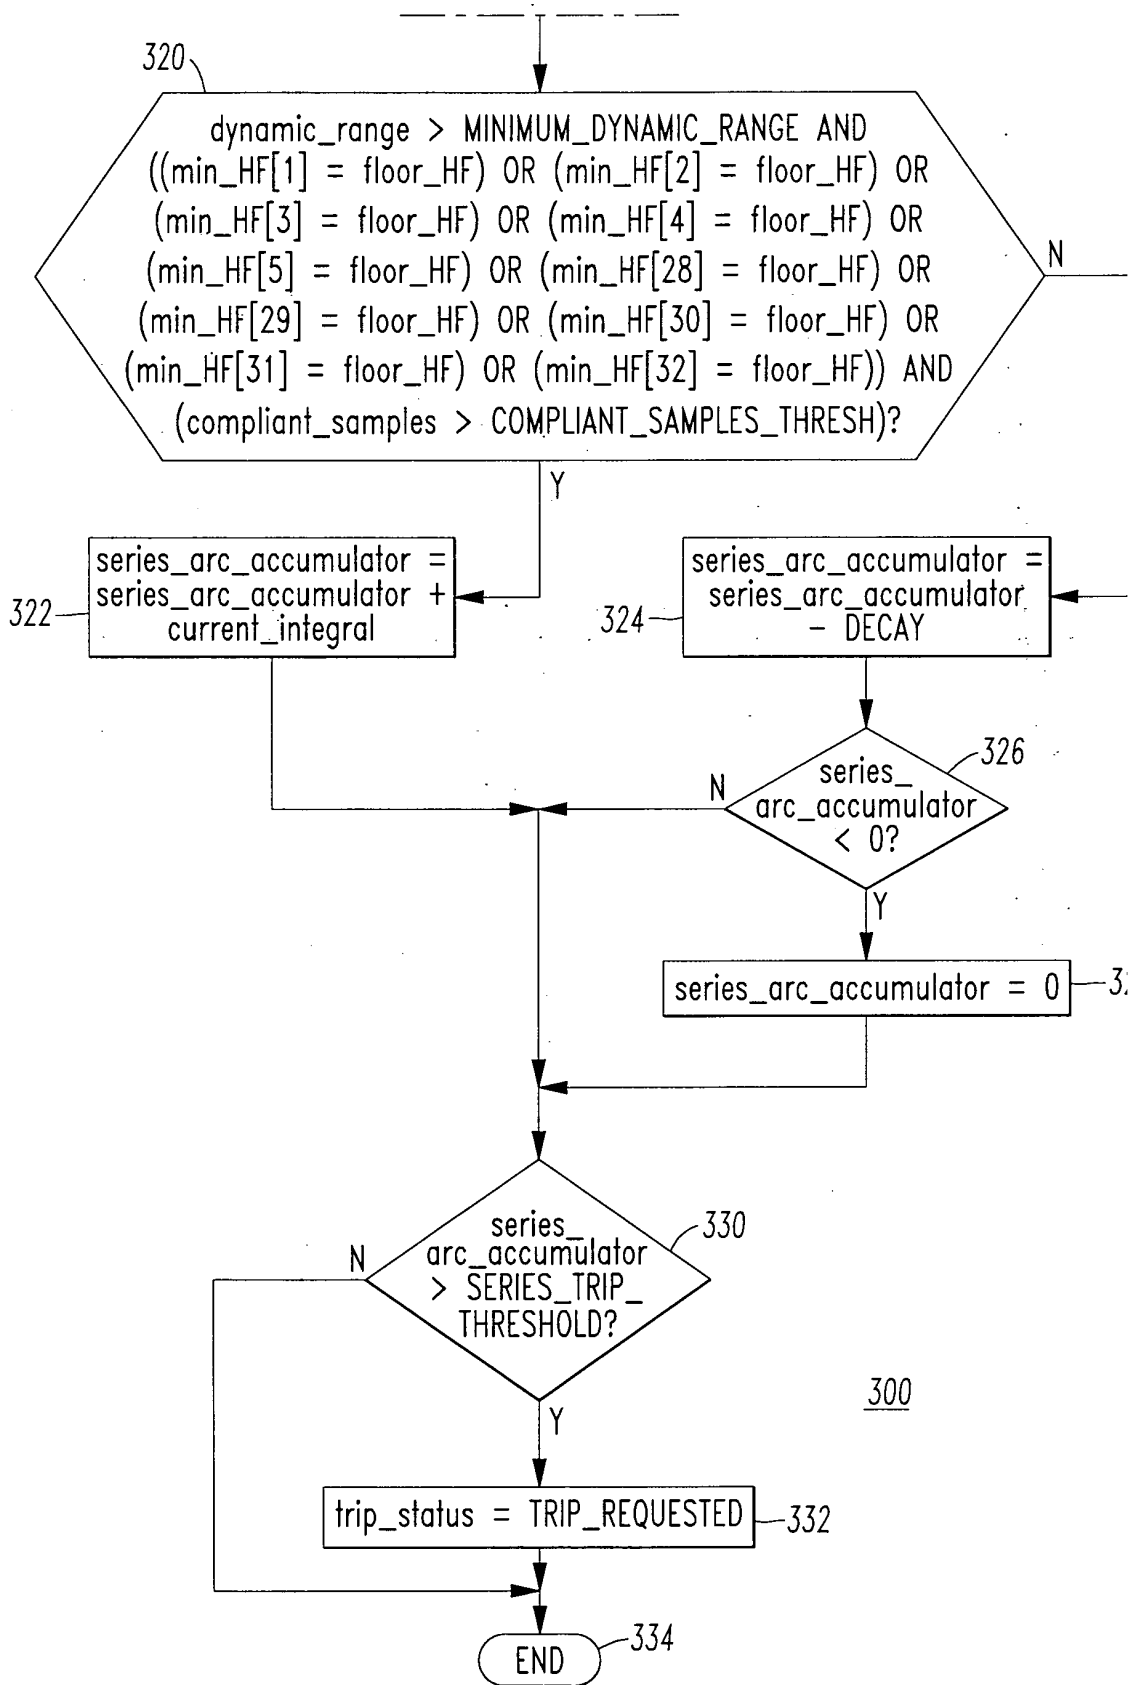 320
dynamic_range > MINIMUM_DYNAMIC_RANGE AND
((min_HF[1] = floor_HF) OR (min_HF[2] = floor_HF) OR
(min_HF[3] = floor_HF) OR (min_HF[4] = floor_HF) OR
(min_HF[5] = floor_HF) OR (min_HF[28] = floor_HF) OR
(min_HF[29] = floor_HF) OR (min_HF[30] = floor_HF) OR
(min_HF[31] = floor_HF) OR (min_HF[32] = floor_HF)) AND
(compliant_samples > COMPLIANT_SAMPLES_THRESH)?
N
Y
series_arc_accumulator =
series_arc_accumulator +
current_integral
322
series_arc_accumulator =
series_arc_accumulator
- DECAY
324
series_
arc_accumulator
< 0?
326
N
Y
series_arc_accumulator = 0
series_
arc_accumulator
> SERIES_TRIP_
THRESHOLD?
330
N
Y
300
trip_status = TRIP_REQUESTED
332
END
334